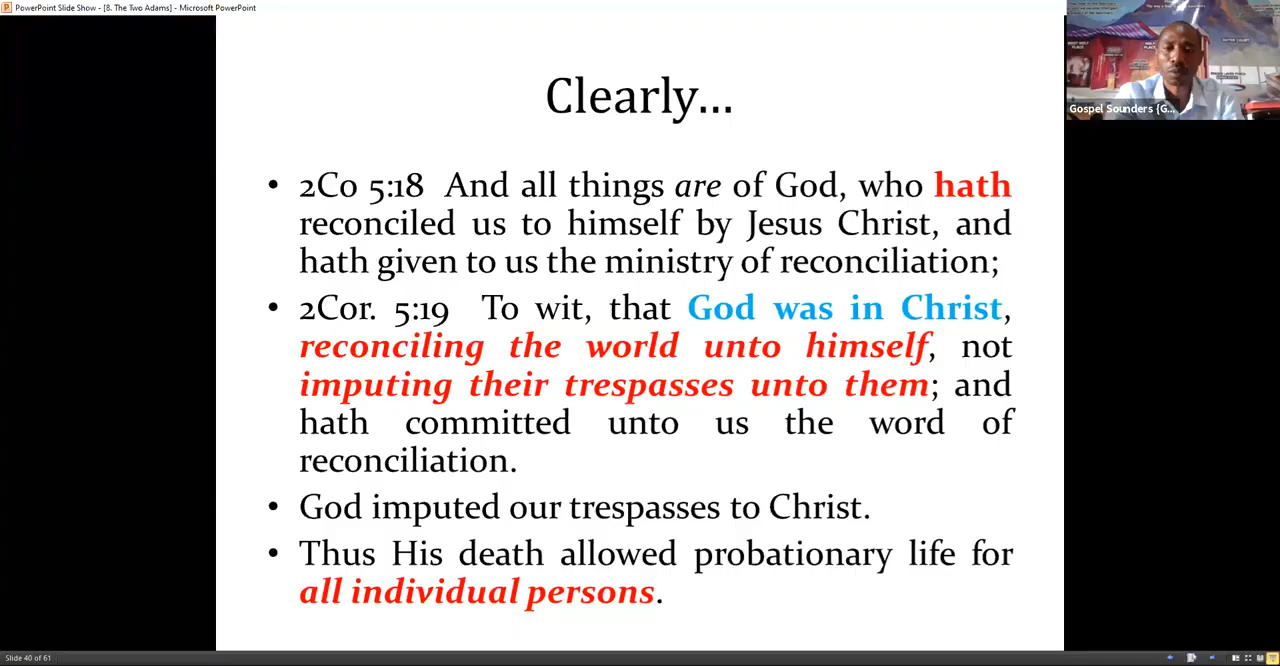 PowerPoint Slide Show - [8. The Two Adams] - Microsoft PowerPoint
MOST HOLY
PLACE
Gospel Sounders {G...
Clearly...
• 2Co 5:18 And all things are of God, who hath
reconciled us to himself by Jesus Christ, and
hath given to us the ministry of reconciliation;
• 2Cor. 5:19 To wit, that God was in Christ,
reconciling the world unto himself, not
imputing their trespasses unto them; and
hath committed unto us the word of
reconciliation.
• God imputed our trespasses to Christ.
• Thus His death allowed probationary life for
all individual persons.
Slide 40 of 61